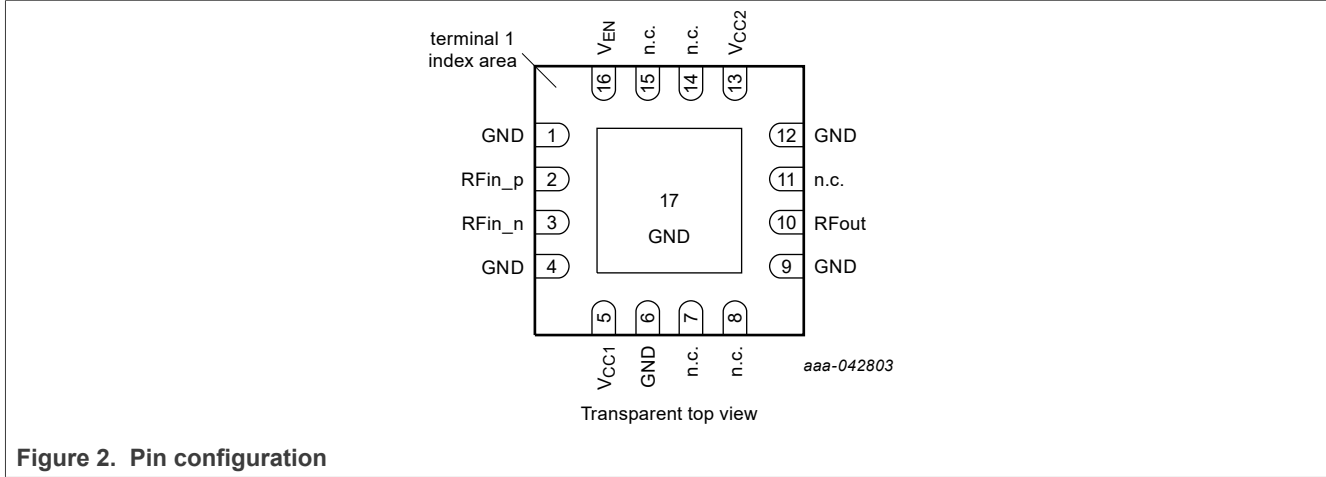 terminal 1
index area
VEN
n.c.
n.c.
VCC2
16
15
14
13
GND 1
RFin_p 2
RFin_n 3
GND 4
12 GND
11 n.c.
10 RFout
9 GND
17
GND
5
6
7
8
VCC1
GND
n.c.
n.c.
aaa-042803
Transparent top view
Figure 2. Pin configuration